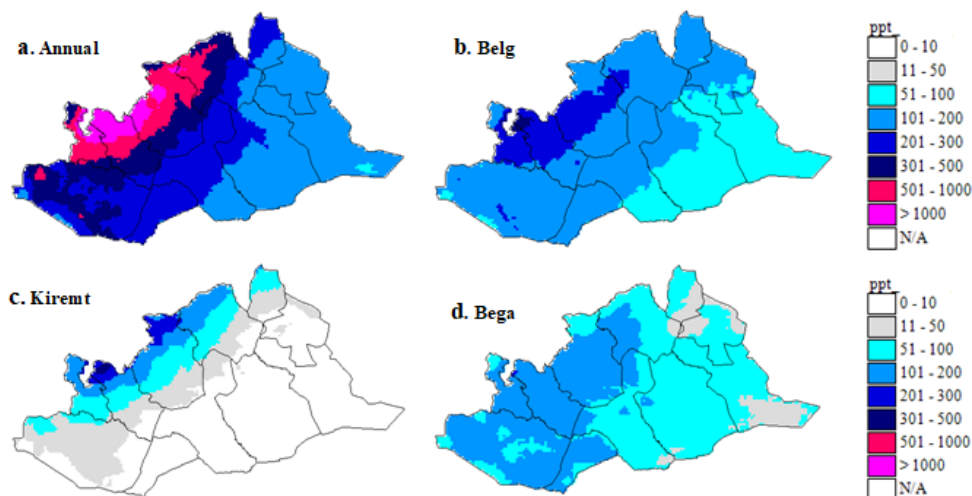 a. Annual
b. Belg
ppt
0 - 10
11 - 50
51 - 100
101 - 200
201 - 300
301 - 500
501 - 1000
> 1000
N/A
c. Kiremt
d. Bega
ppt
0 - 10
11 - 50
51 - 100
101 - 200
201 - 300
301 - 500
501 - 1000
> 1000
N/A